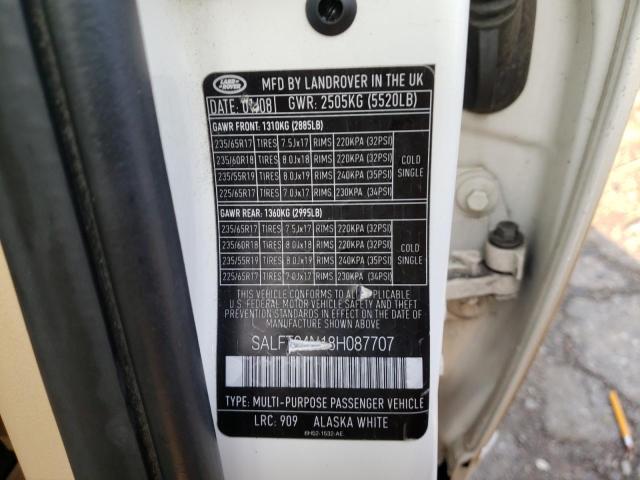 LAND ROVER
MFD BY LANDROVER IN THE UK
DATE: GWR: 2505KG (5520LB)
GAWR FRONT: 1310KG (2885LB)
235/65R17 TIRES 7.5Jx17 RIMS 220KPA (32PSI)
235/60R18 TIRES 8.0Jx18 RIMS 220KPA (32PSI) COLD
235/55R19 TIRES 8.0Jx19 RIMS 240KPA (35PSI) SINGLE
225/65R17 TIRES 7.0Jx17 RIMS 230KPA (34PSI)
GAWR REAR: 1360KG (2995LB)
235/65R17 TIRES 7.5Jx17 RIMS 220KPA (32PSI)
235/60R18 TIRES 8.0Jx18 RIMS 220KPA (32PSI) COLD
235/55R19 TIRES 8.0Jx19 RIMS 240KPA (35PSI) SINGLE
225/65R17 TIRES 7.0Jx17 RIMS 230KPA (34PSI)
THIS VEHICLE CONFORMS TO ALL APPLICABLE
U.S. FEDERAL MOTOR VEHICLE SAFETY AND THEFT
PREVENTION STANDARDS IN EFFECT ON THE DATE OF
MANUFACTURE SHOWN ABOVE.
TYPE: MULTI-PURPOSE PASSENGER VEHICLE
LRC: 909 ALASKA WHITE
6H52-1532-AE